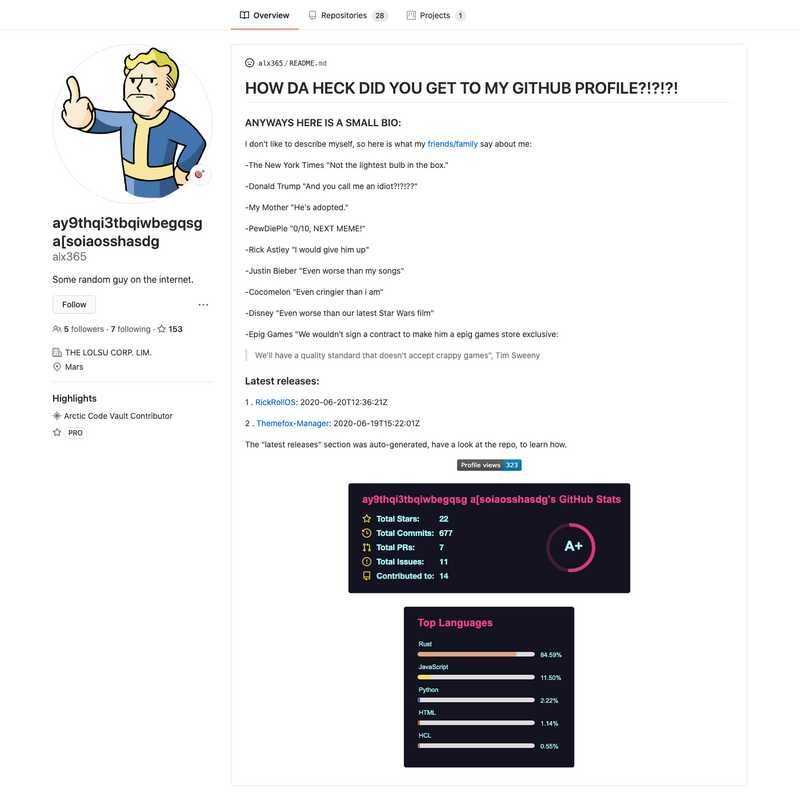 Overview Repositories 28 Projects 1
alx365/README.md
HOW DA HECK DID YOU GET TO MY GITHUB PROFILE?!?!?!
ANYWAYS HERE IS A SMALL BIO:
I don't like to describe myself, so here is what my friends/family say about me:
-The New York Times "Not the lightest bulb in the box."
-Donald Trump "And you call me an idiot?!?!??"
-My Mother "He's adopted."
-PewDiePie "0/10, NEXT MEME!"
-Rick Astley "I would give him up"
-Justin Bieber "Even worse than my songs"
-Cocomelon "Even cringier than i am"
-Disney "Even worse than our latest Star Wars film"
-Epig Games "We wouldn't sign a contract to make him a epig games store exclusive:
We'll have a quality standard that doesn't accept crappy games", Tim Sweeny
Latest releases:
1 . RickRollOS: 2020-06-20T12:36:21Z
2 . Themefox-Manager: 2020-06-19T15:22:01Z
The "latest releases" section was auto-generated, have a look at the repo, to learn how.
Profile views 323
ay9thqi3tbqiwbegqsg a[soiaosshasdg's GitHub Stats
Total Stars: 22
Total Commits: 677
Total PRs: 7
Total Issues: 11
Contributed to: 14
A+
Top Languages
Rust
84.59%
JavaScript
11.50%
Python
2.22%
HTML
1.14%
HCL
0.55%
ay9thqi3tbqiwbegqsg
a[soiaosshasdg
alx365
Some random guy on the internet.
Follow
5 followers · 7 following · 153
THE LOLSU CORP. LIM.
Mars
Highlights
Arctic Code Vault Contributor
PRO